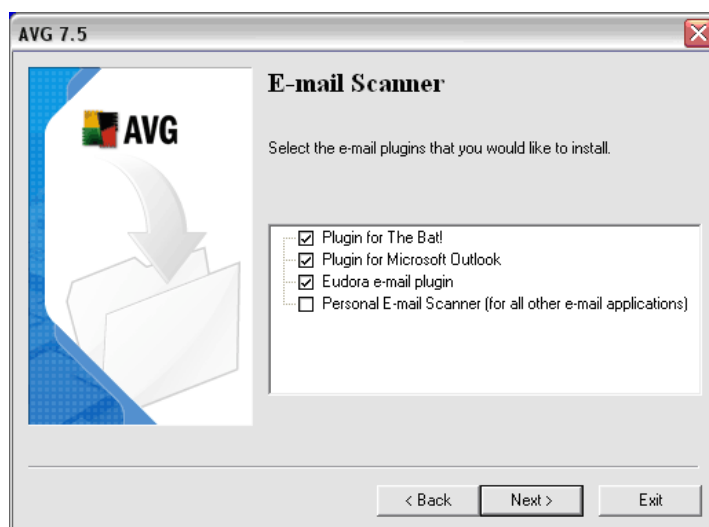 AVG 7.5
E-mail Scanner
AVG
Select the e-mail plugins that you would like to install.
Plugin for The Bat!
Plugin for Microsoft Outlook
Eudora e-mail plugin
Personal E-mail Scanner (for all other e-mail applications)
< Back
Next >
Exit